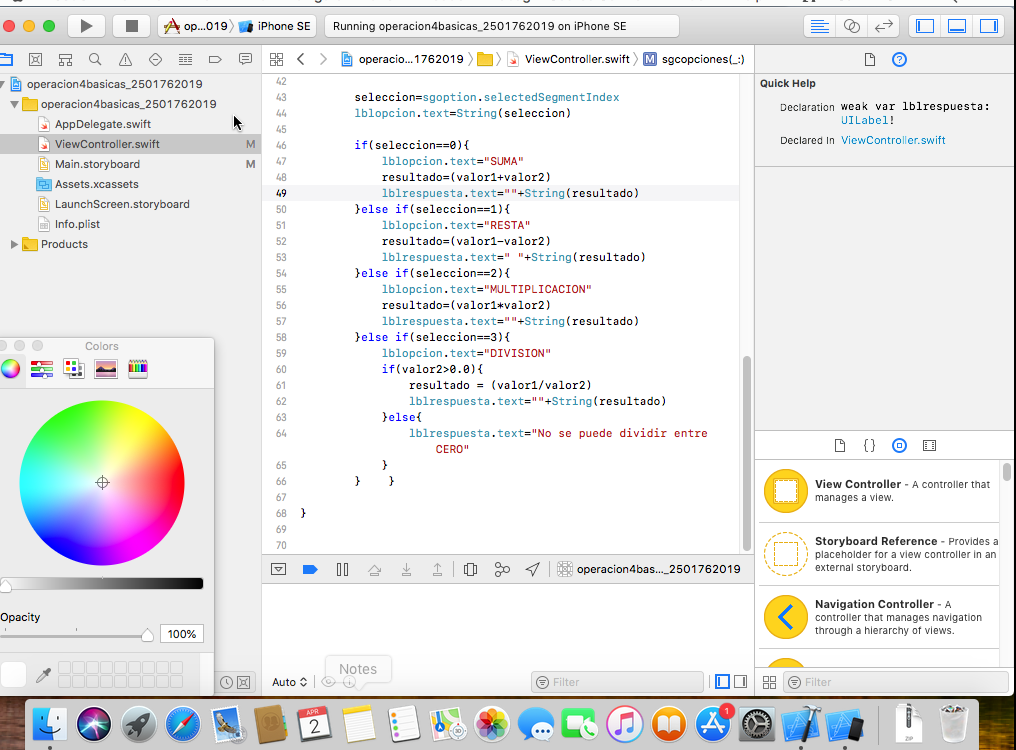 op...019 〉 iPhone SE
Running operacion4basicas_2501762019 on iPhone SE
operacio...1762019 〉 〉 ViewController.swift 〉 M sgcopciones(_:)
operacion4basicas_2501762019
operacion4basicas_2501762019
AppDelegate.swift
ViewController.swift M
Main.storyboard M
Assets.xcassets
LaunchScreen.storyboard
Info.plist
Products
42
43 seleccion=sgoption.selectedSegmentIndex
44 lblopcion.text=String(seleccion)
45
46 if(seleccion==0){
47 lblopcion.text="SUMA"
48 resultado=(valor1+valor2)
49 lblrespuesta.text=""+String(resultado)
50 }else if(seleccion==1){
51 lblopcion.text="RESTA"
52 resultado=(valor1-valor2)
53 lblrespuesta.text=" "+String(resultado)
54 }else if(seleccion==2){
55 lblopcion.text="MULTIPLICACION"
56 resultado=(valor1*valor2)
57 lblrespuesta.text=""+String(resultado)
58 }else if(seleccion==3){
59 lblopcion.text="DIVISION"
60 if(valor2>0.0){
61 resultado = (valor1/valor2)
62 lblrespuesta.text=""+String(resultado)
63 }else{
64 lblrespuesta.text="No se puede dividir entre
CERO"
65 }
66 } }
67
68 }
69
70
Quick Help
Declaration weak var lblrespuesta:
UILabel!
Declared In ViewController.swift
Colors
Opacity
100%
View Controller - A controller that
manages a view.
Storyboard Reference - Provides a
placeholder for a view controller in an
external storyboard.
Navigation Controller - A
controller that manages navigation
through a hierarchy of views.
operacion4bas..._2501762019
Auto
Filter
Filter
Notes
APR
2
3D
1
ZIP